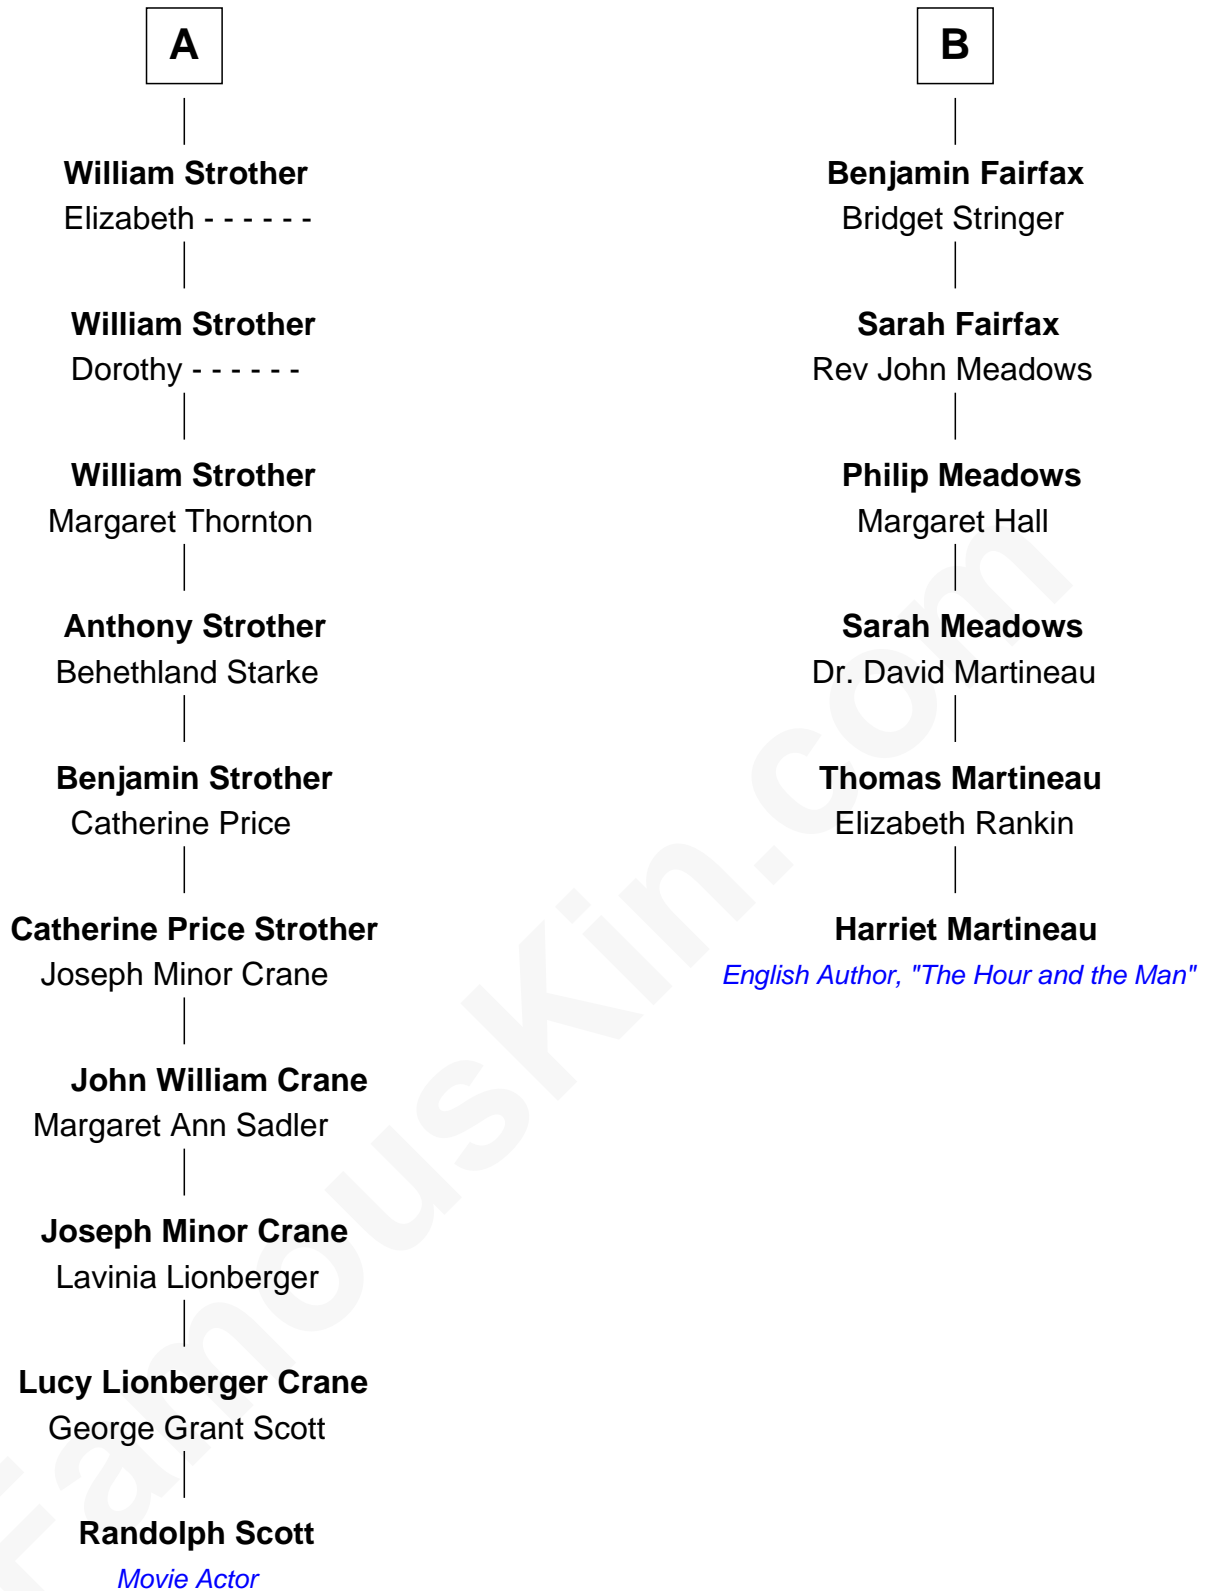 A
William Strother
Elizabeth - - - - - -
William Strother
Dorothy - - - - - -
William Strother
Margaret Thornton
Anthony Strother
Behethland Starke
Benjamin Strother
Catherine Price
Catherine Price Strother
Joseph Minor Crane
John William Crane
Margaret Ann Sadler
Joseph Minor Crane
Lavinia Lionberger
Lucy Lionberger Crane
George Grant Scott
Randolph Scott
Movie Actor
B
Benjamin Fairfax
Bridget Stringer
Sarah Fairfax
Rev John Meadows
Philip Meadows
Margaret Hall
Sarah Meadows
Dr. David Martineau
Thomas Martineau
Elizabeth Rankin
Harriet Martineau
English Author, "The Hour and the Man"
FamousKin.com